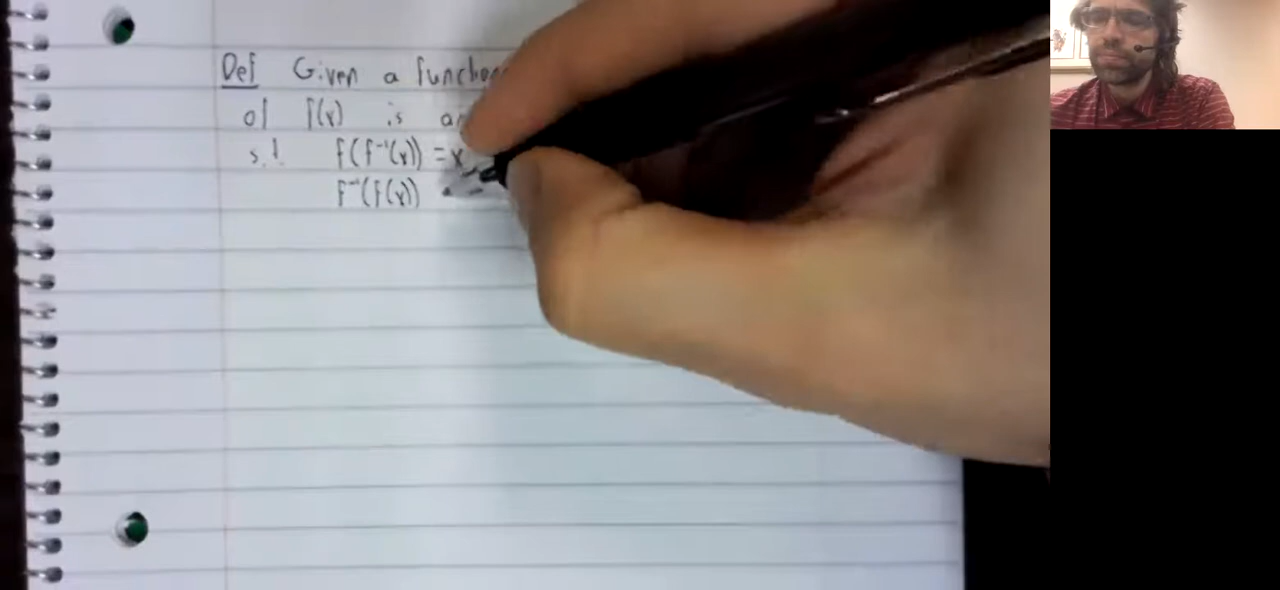 Def Given a function
of f(x) is an
s.t. f(f⁻¹(x)) = x
f⁻¹(f(x))